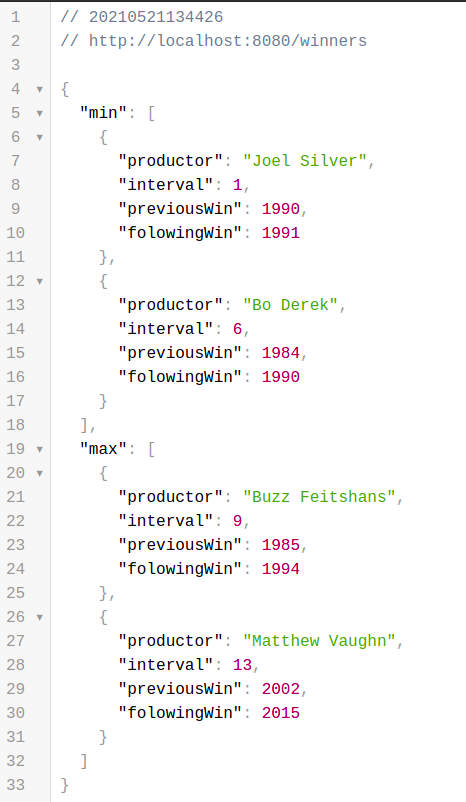 1 // 20210521134426
2 // http://localhost:8080/winners
3
4 ▼ {
5 ▼ "min": [
6 ▼ {
7 "productor": "Joel Silver",
8 "interval": 1,
9 "previousWin": 1990,
10 "folowingWin": 1991
11 },
12 ▼ {
13 "productor": "Bo Derek",
14 "interval": 6,
15 "previousWin": 1984,
16 "folowingWin": 1990
17 }
18 ],
19 ▼ "max": [
20 ▼ {
21 "productor": "Buzz Feitshans",
22 "interval": 9,
23 "previousWin": 1985,
24 "folowingWin": 1994
25 },
26 ▼ {
27 "productor": "Matthew Vaughn",
28 "interval": 13,
29 "previousWin": 2002,
30 "folowingWin": 2015
31 }
32 ]
33 }